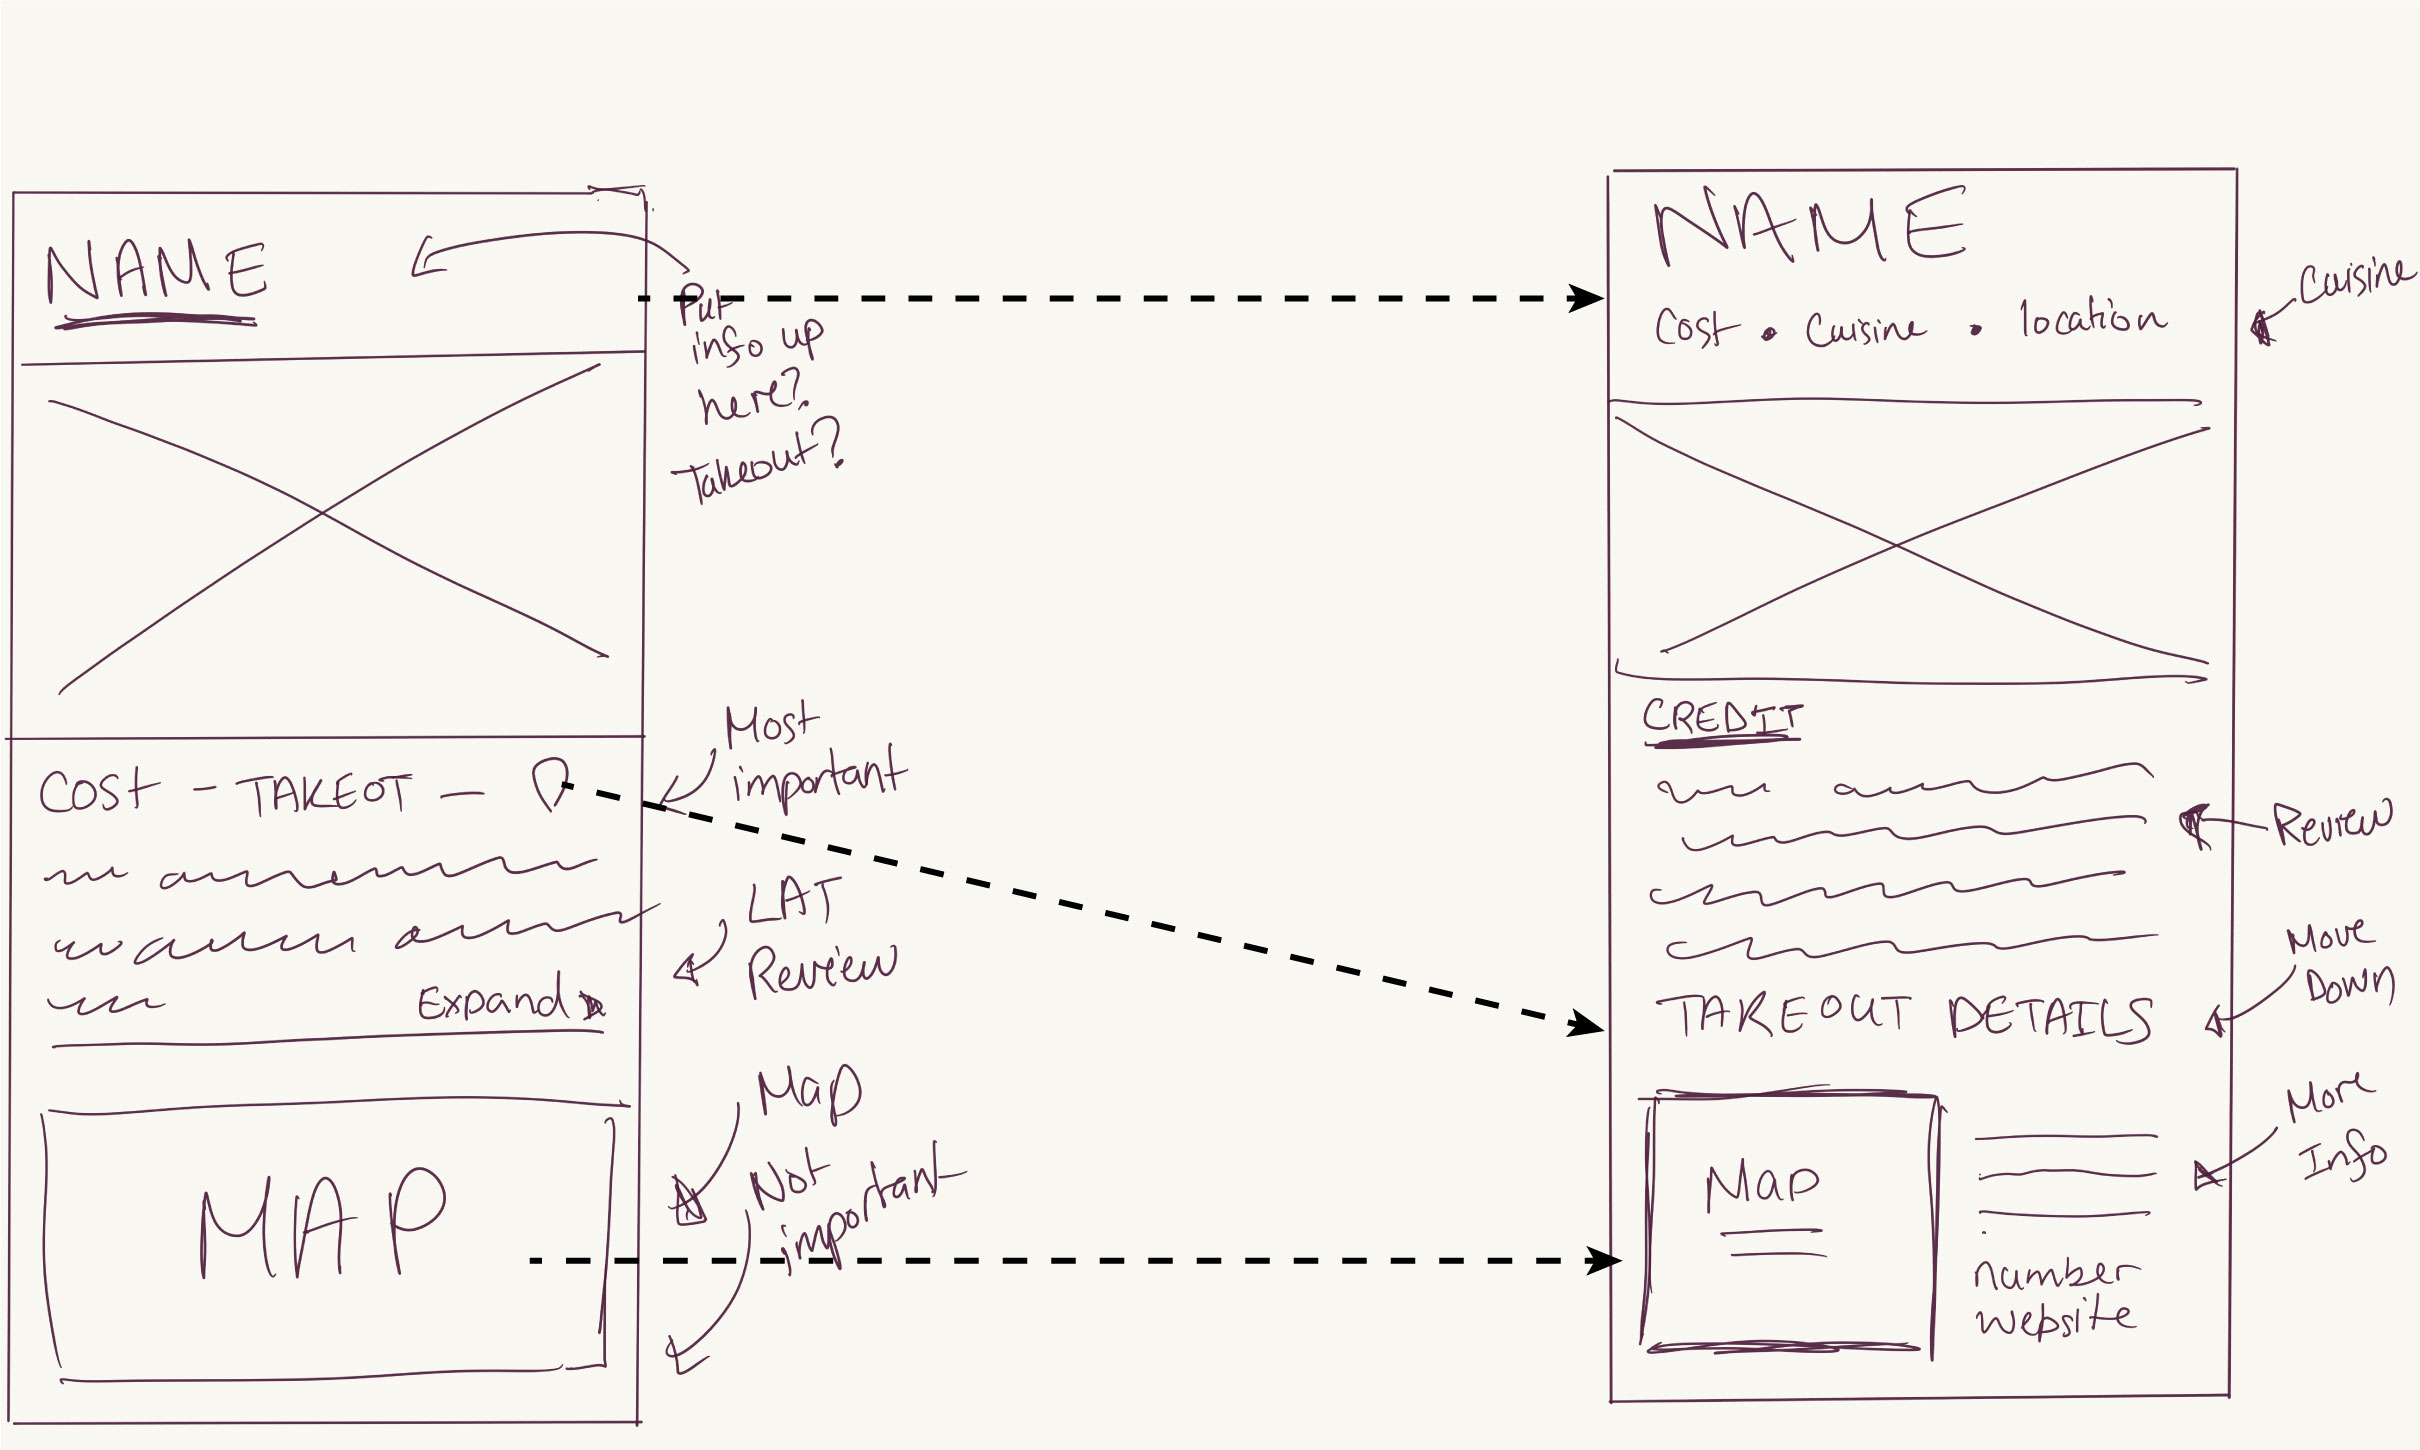 NAME
Put
info up
here?
Takeout?
Most
important
COST - TAKEOT -
LAT
Review
Expand
Map
Not
important
MAP
NAME
Cost • Cuisine • location
Cuisine
CREDIT
Review
Move
Down
TAKEOUT DETAILS
More
Info
Map
number
website